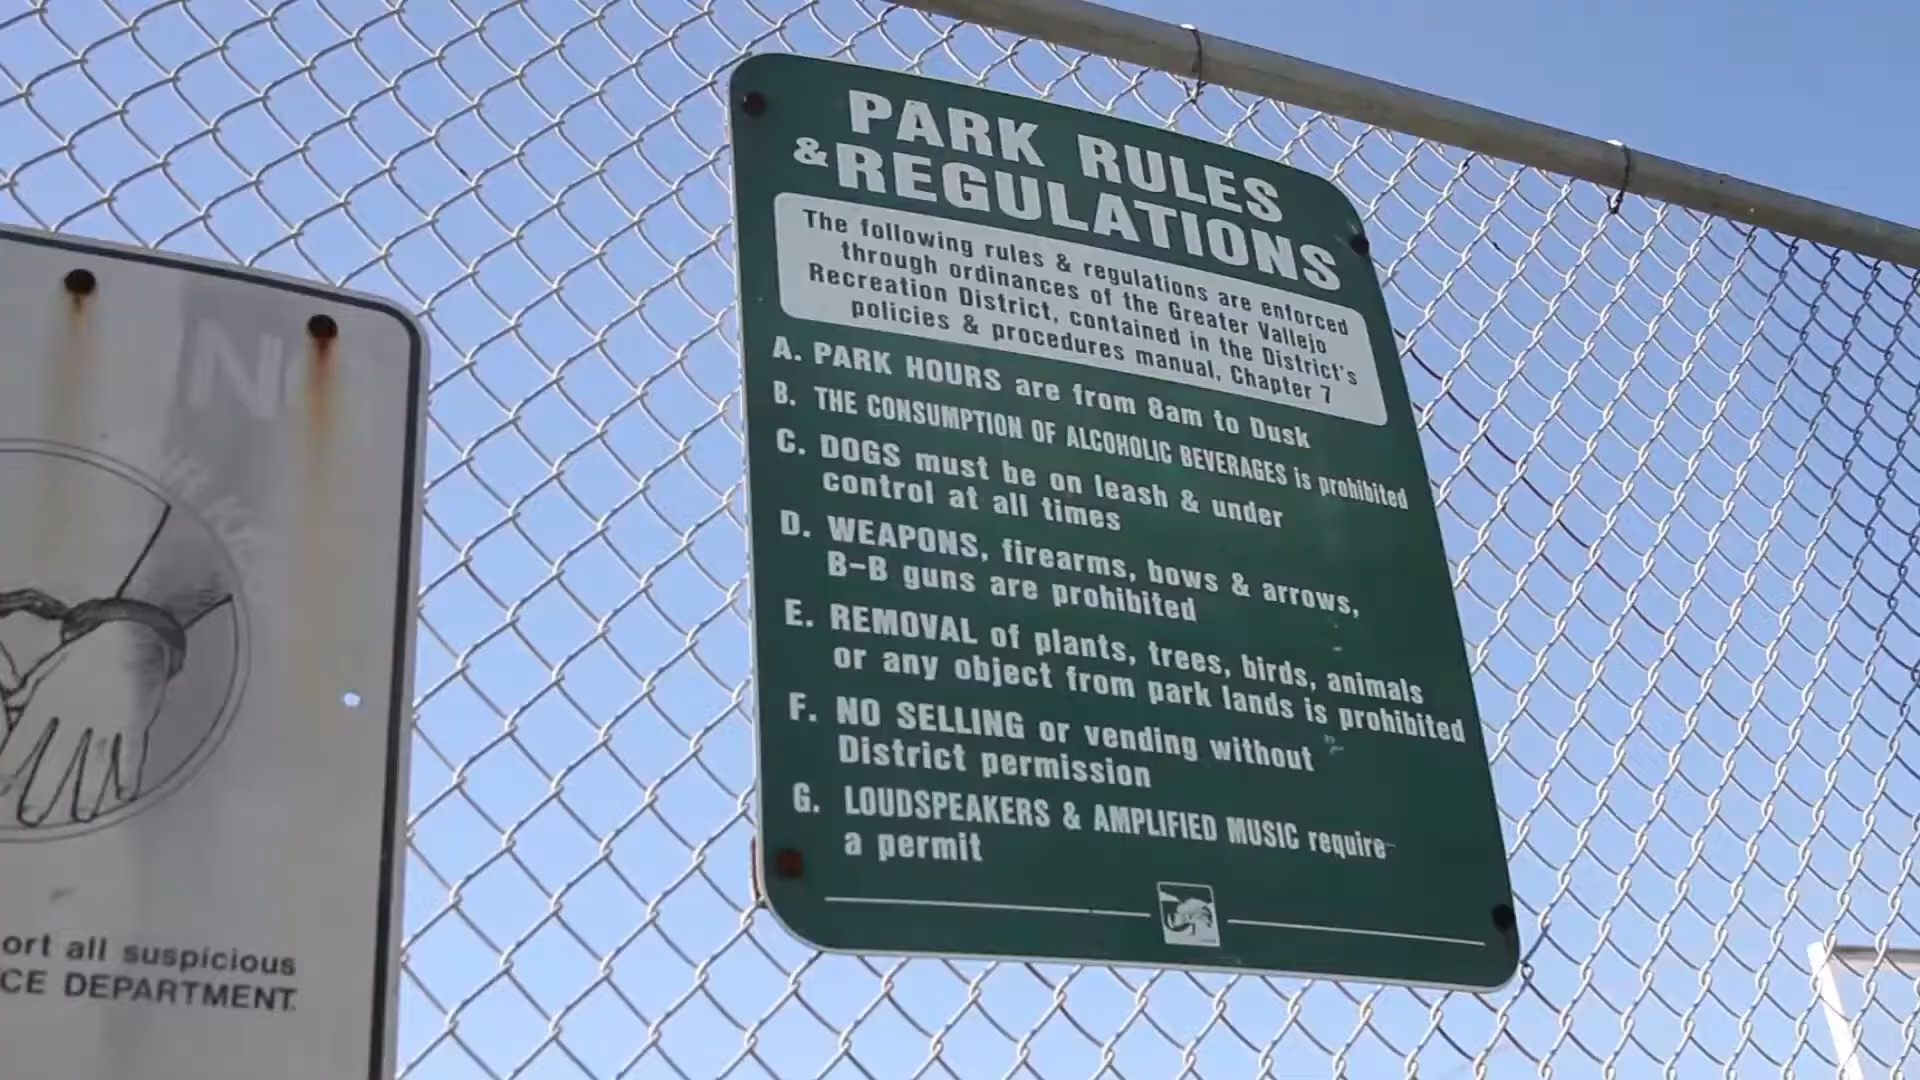 PARK RULES
& REGULATIONS
The following rules & regulations are enforced
through ordinances of the Greater Vallejo
Recreation District, contained in the District's
policies & procedures manual, Chapter 7
A. PARK HOURS are from 8am to Dusk
B. THE CONSUMPTION OF ALCOHOLIC BEVERAGES is prohibited
C. DOGS must be on leash & under
control at all times
D. WEAPONS, firearms, bows & arrows,
B-B guns are prohibited
E. REMOVAL of plants, trees, birds, animals
or any object from park lands is prohibited
F. NO SELLING or vending without
District permission
G. LOUDSPEAKERS & AMPLIFIED MUSIC require
a permit
all suspicious
DEPARTMENT.